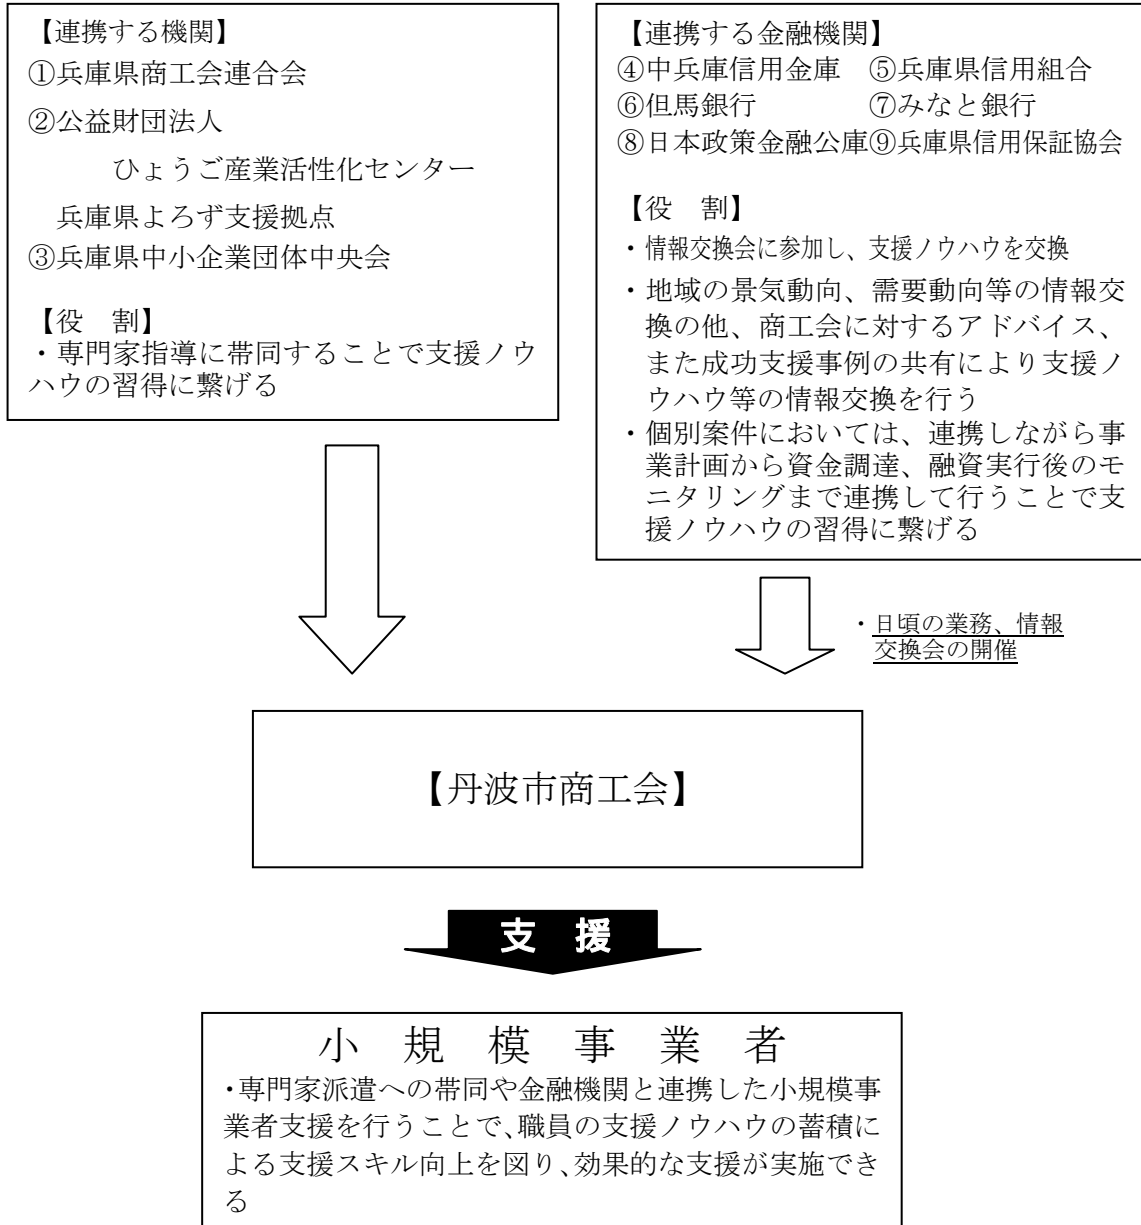 【連携する機関】
①兵庫県商工会連合会
②公益財団法人
ひょうご産業活性化センター
兵庫県よろず支援拠点
③兵庫県中小企業団体中央会
【役　割】
・専門家指導に帯同することで支援ノウ
ハウの習得に繋げる
【連携する金融機関】
④中兵庫信用金庫　⑤兵庫県信用組合
⑥但馬銀行　　　　⑦みなと銀行
⑧日本政策金融公庫⑨兵庫県信用保証協会
【役　割】
・情報交換会に参加し、支援ノウハウを交換
・地域の景気動向、需要動向等の情報交
換の他、商工会に対するアドバイス、
また成功支援事例の共有により支援ノ
ウハウ等の情報交換を行う
・個別案件においては、連携しながら事
業計画から資金調達、融資実行後のモ
ニタリングまで連携して行うことで支
援ノウハウの習得に繋げる
・日頃の業務、情報
交換会の開催
【丹波市商工会】
支　援
小　規　模　事　業　者
・専門家派遣への帯同や金融機関と連携した小規模事
業者支援を行うことで、職員の支援ノウハウの蓄積に
よる支援スキル向上を図り、効果的な支援が実施でき
る